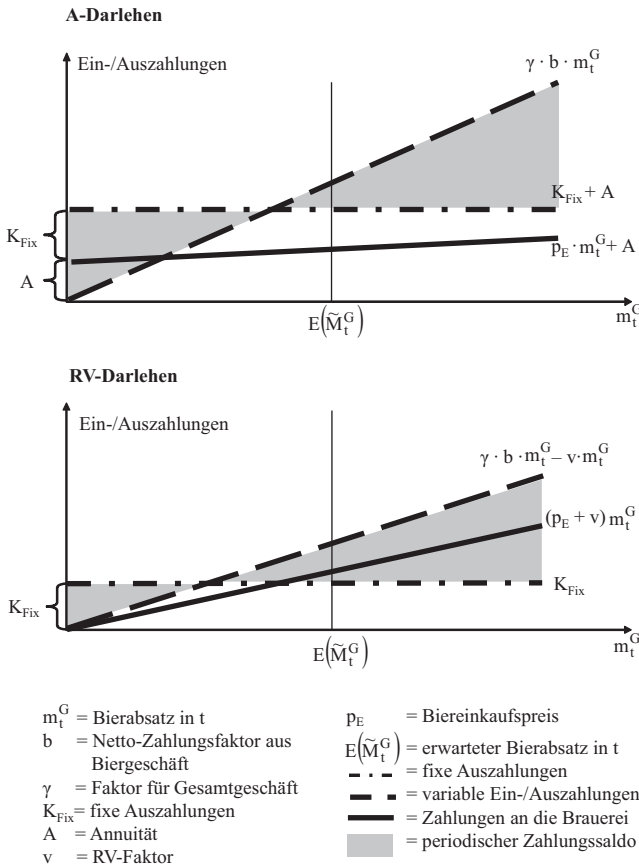 A-Darlehen
Ein-/Auszahlungen
γ · b · m_t^G
K_Fix + A
K_Fix
p_E · m_t^G + A
A
E(M̃_t^G)
m_t^G
RV-Darlehen
Ein-/Auszahlungen
γ · b · m_t^G – v · m_t^G
(p_E + v) m_t^G
K_Fix
K_Fix
E(M̃_t^G)
m_t^G
m_t^G = Bierabsatz in t
b = Netto-Zahlungsfaktor aus
Biergeschäft
γ = Faktor für Gesamtgeschäft
K_Fix = fixe Auszahlungen
A = Annuität
v = RV-Faktor
p_E = Biereinkaufspreis
E(M̃_t^G) = erwarteter Bierabsatz in t
= fixe Auszahlungen
= variable Ein-/Auszahlungen
= Zahlungen an die Brauerei
= periodischer Zahlungssaldo